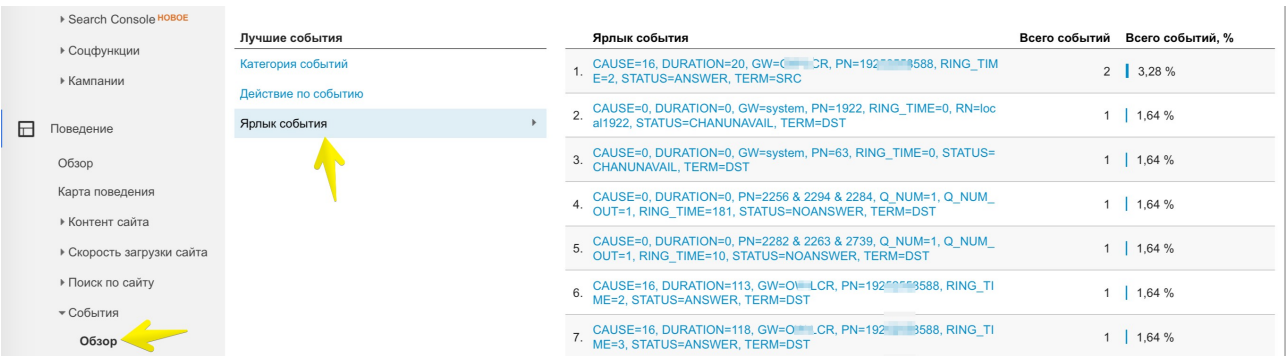 Search Console НОВОЕ
Соцфункции
Кампании
Поведение
Обзор
Карта поведения
Контент сайта
Скорость загрузки сайта
Поиск по сайту
События
Обзор
Лучшие события
Категория событий
Действие по событию
Ярлык события
Ярлык события Всего событий Всего событий, %
1. CAUSE=16, DURATION=20, CR, RING_TIM 2 3,28 %
E=2, STATUS=ANSWER, TERM=SRC
2. CAUSE=0, DURATION=0, GW=system, PN=1922, RING_TIME=0, RN=loc 1 1,64 %
al1922, STATUS=CHANUNAVAIL, TERM=DST
3. CAUSE=0, DURATION=0, GW=system, PN=63, RING_TIME=0, STATUS= 1 1,64 %
CHANUNAVAIL, TERM=DST
4. CAUSE=0, DURATION=0, PN=2256 & 2294 & 2284, Q_NUM=1, Q_NUM_ 1 1,64 %
OUT=1, RING_TIME=181, STATUS=NOANSWER, TERM=DST
5. CAUSE=0, DURATION=0, PN=2282 & 2263 & 2739, Q_NUM=1, Q_NUM_ 1 1,64 %
OUT=1, RING_TIME=10, STATUS=NOANSWER, TERM=DST
6. CAUSE=16, DURATION=113, LCR, RING_TI 1 1,64 %
ME=2, STATUS=ANSWER, TERM=DST
7. CAUSE=16, DURATION=118, CR, RING_TI 1 1,64 %
ME=3, STATUS=ANSWER, TERM=DST